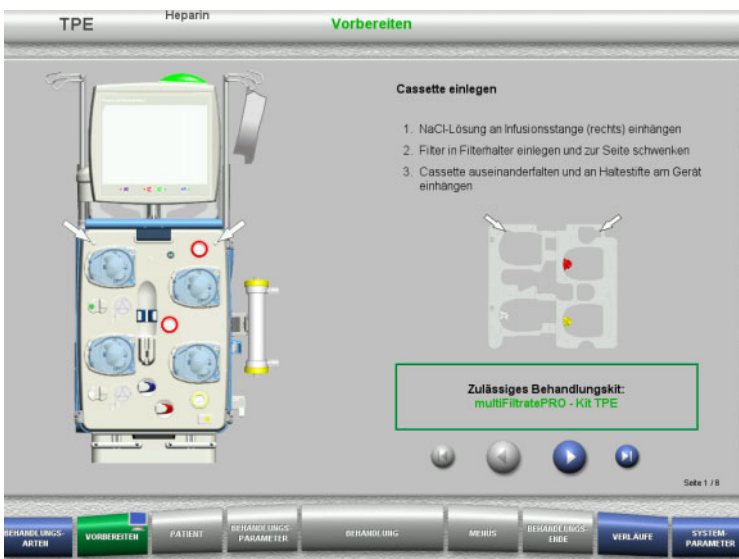 TPE
Heparin
Vorbereiten
Cassette einlegen
1. NaCl-Lösung an Infusionsstange (rechts) einhängen
2. Filter in Filterhalter einlegen und zur Seite schwenken
3. Cassette auseinanderfalten und an Haltestifte am Gerät
einhängen
Zulässiges Behandlungskit:
multiFiltratePRO - Kit TPE
Seite 1 / 8
BEHANDLUNGS-
ARTEN
VORBEREITEN
PATIENT
BEHANDLUNGS-
PARAMETER
BEHANDLUNG
MENÜS
BEHANDLUNGS-
ENDE
VERLÄUFE
SYSTEM-
PARAMETER